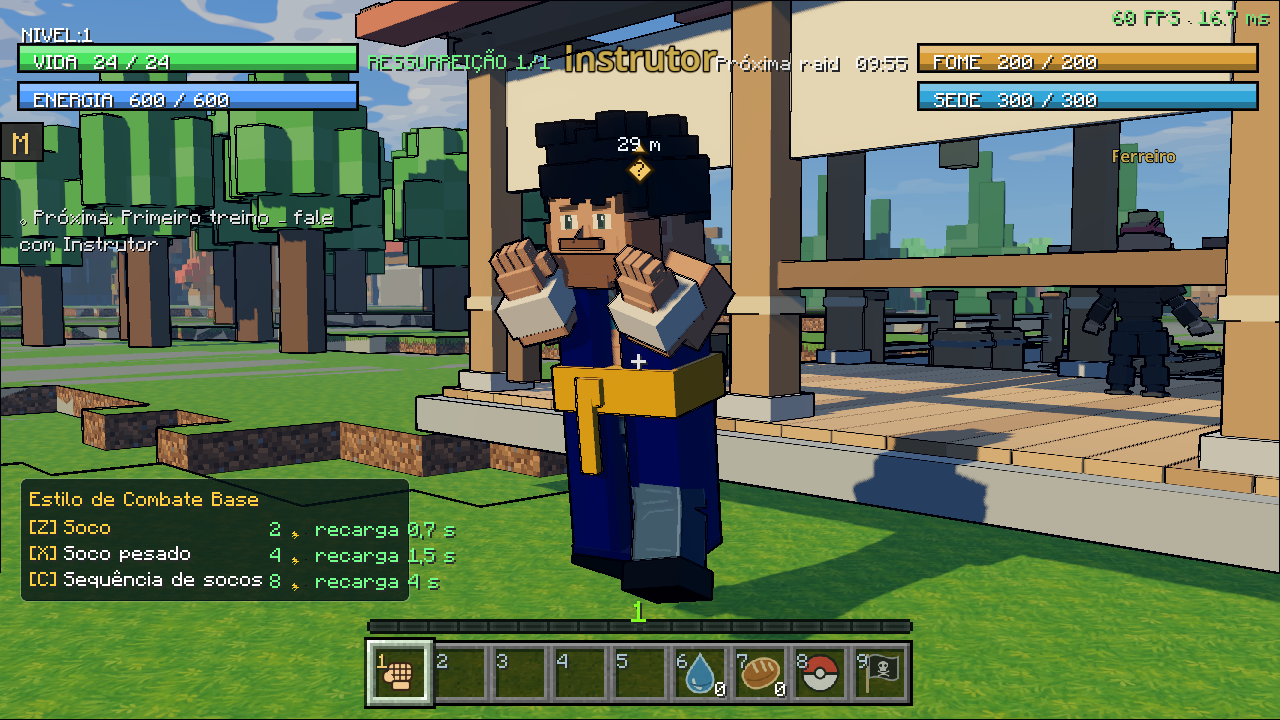 60 FPS · 16.7 ms
NIVEL:1
VIDA 24 / 24
RESSURREIÇÃO 1/1
Instrutor
Próxima raid 09:55
FOME 200 / 200
ENERGIA 600 / 600
SEDE 300 / 300
M
29 m
?
Ferreiro
Próxima: Primeiro treino - fale
com Instrutor
Estilo de Combate Base
[Z] Soco 2 recarga 0,7 s
[X] Soco pesado 4 recarga 1,5 s
[C] Sequência de socos 8 recarga 4 s
1
1 2 3 4 5 6 7 8 9
0 0